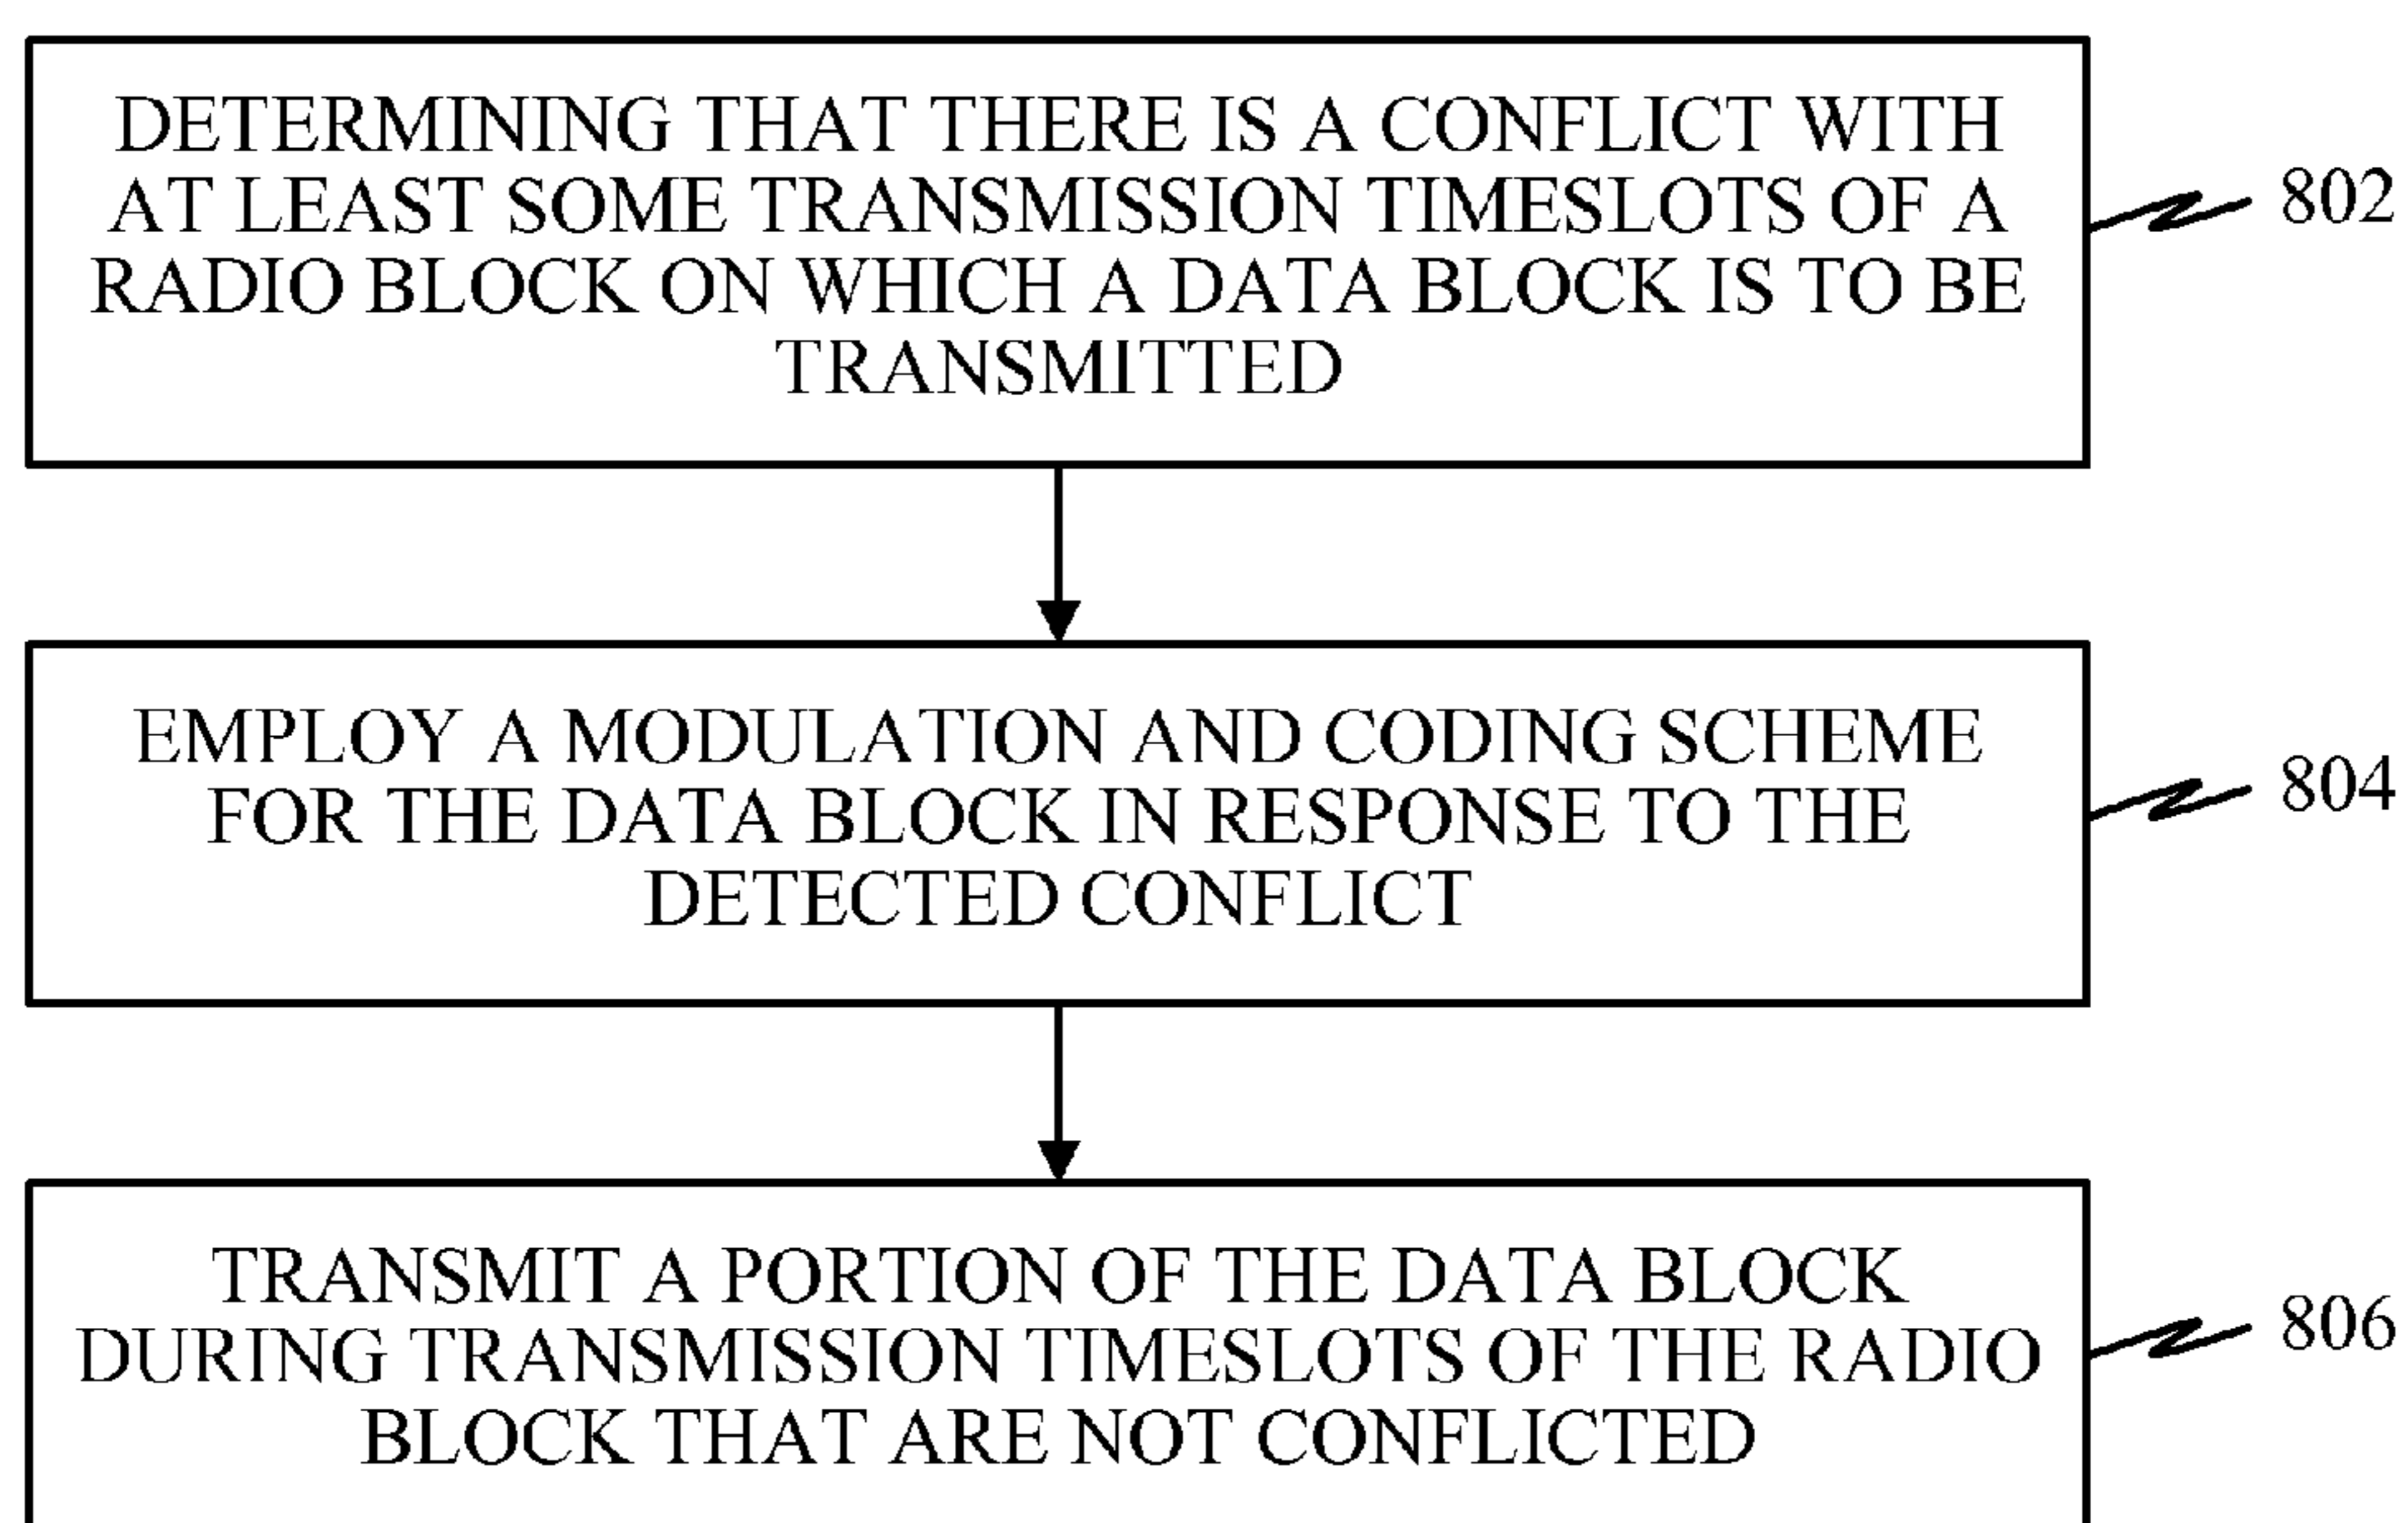 DETERMINING THAT THERE IS A CONFLICT WITH
AT LEAST SOME TRANSMISSION TIMESLOTS OF A
RADIO BLOCK ON WHICH A DATA BLOCK IS TO BE
TRANSMITTED
802
EMPLOY A MODULATION AND CODING SCHEME
FOR THE DATA BLOCK IN RESPONSE TO THE
DETECTED CONFLICT
804
TRANSMIT A PORTION OF THE DATA BLOCK
DURING TRANSMISSION TIMESLOTS OF THE RADIO
BLOCK THAT ARE NOT CONFLICTED
806